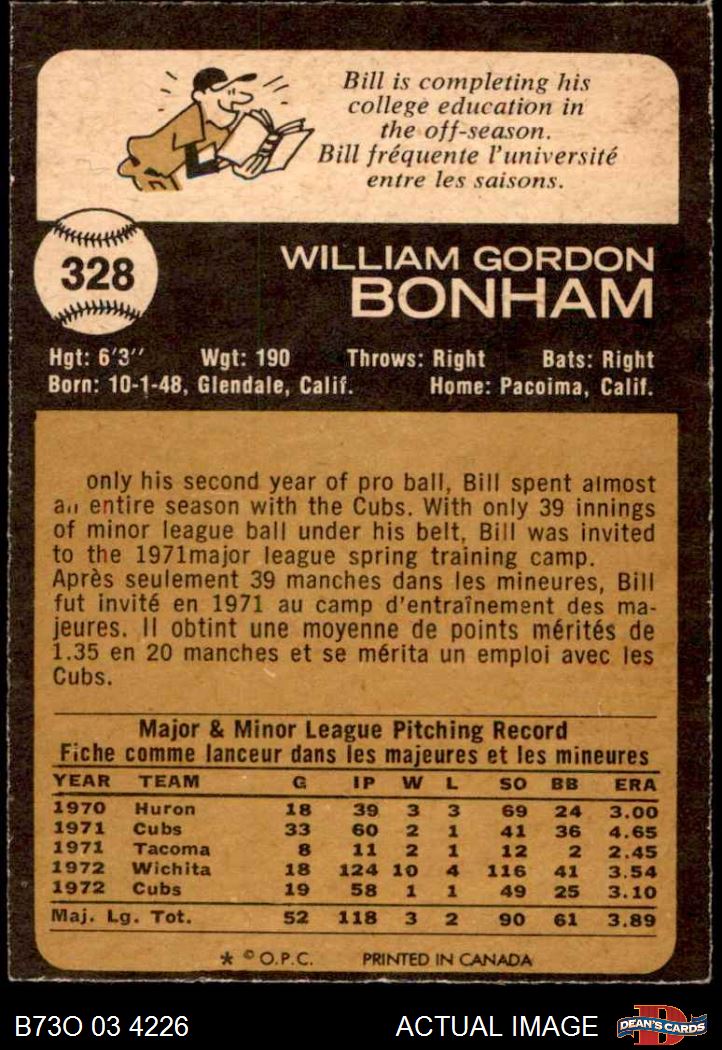 Bill is completing his
college education in
the off-season.
Bill fréquente l'université
entre les saisons.
328
WILLIAM GORDON
BONHAM
Hgt: 6'3'' Wgt: 190 Throws: Right Bats: Right
Born: 10-1-48, Glendale, Calif. Home: Pacoima, Calif.
only his second year of pro ball, Bill spent almost
entire season with the Cubs. With only 39 innings
of minor league ball under his belt, Bill was invited
to the 1971major league spring training camp.
Après seulement 39 manches dans les mineures, Bill
fut invité en 1971 au camp d'entraînement des ma-
jeures. Il obtint une moyenne de points mérités de
1.35 en 20 manches et se mérita un emploi avec les
Cubs.
Major & Minor League Pitching Record
Fiche comme lanceur dans les majeures et les mineures
YEAR TEAM G IP W L SO BB ERA
1970 Huron 18 39 3 3 69 24 3.00
1971 Cubs 33 60 2 1 41 36 4.65
1971 Tacoma 8 11 2 1 12 2 2.45
1972 Wichita 18 124 10 4 116 41 3.54
1972 Cubs 19 58 1 1 49 25 3.10
Maj. Lg. Tot. 52 118 3 2 90 61 3.89
* © O.P.C. PRINTED IN CANADA
B73O 03 4226 ACTUAL IMAGE DEAN'S CARDS